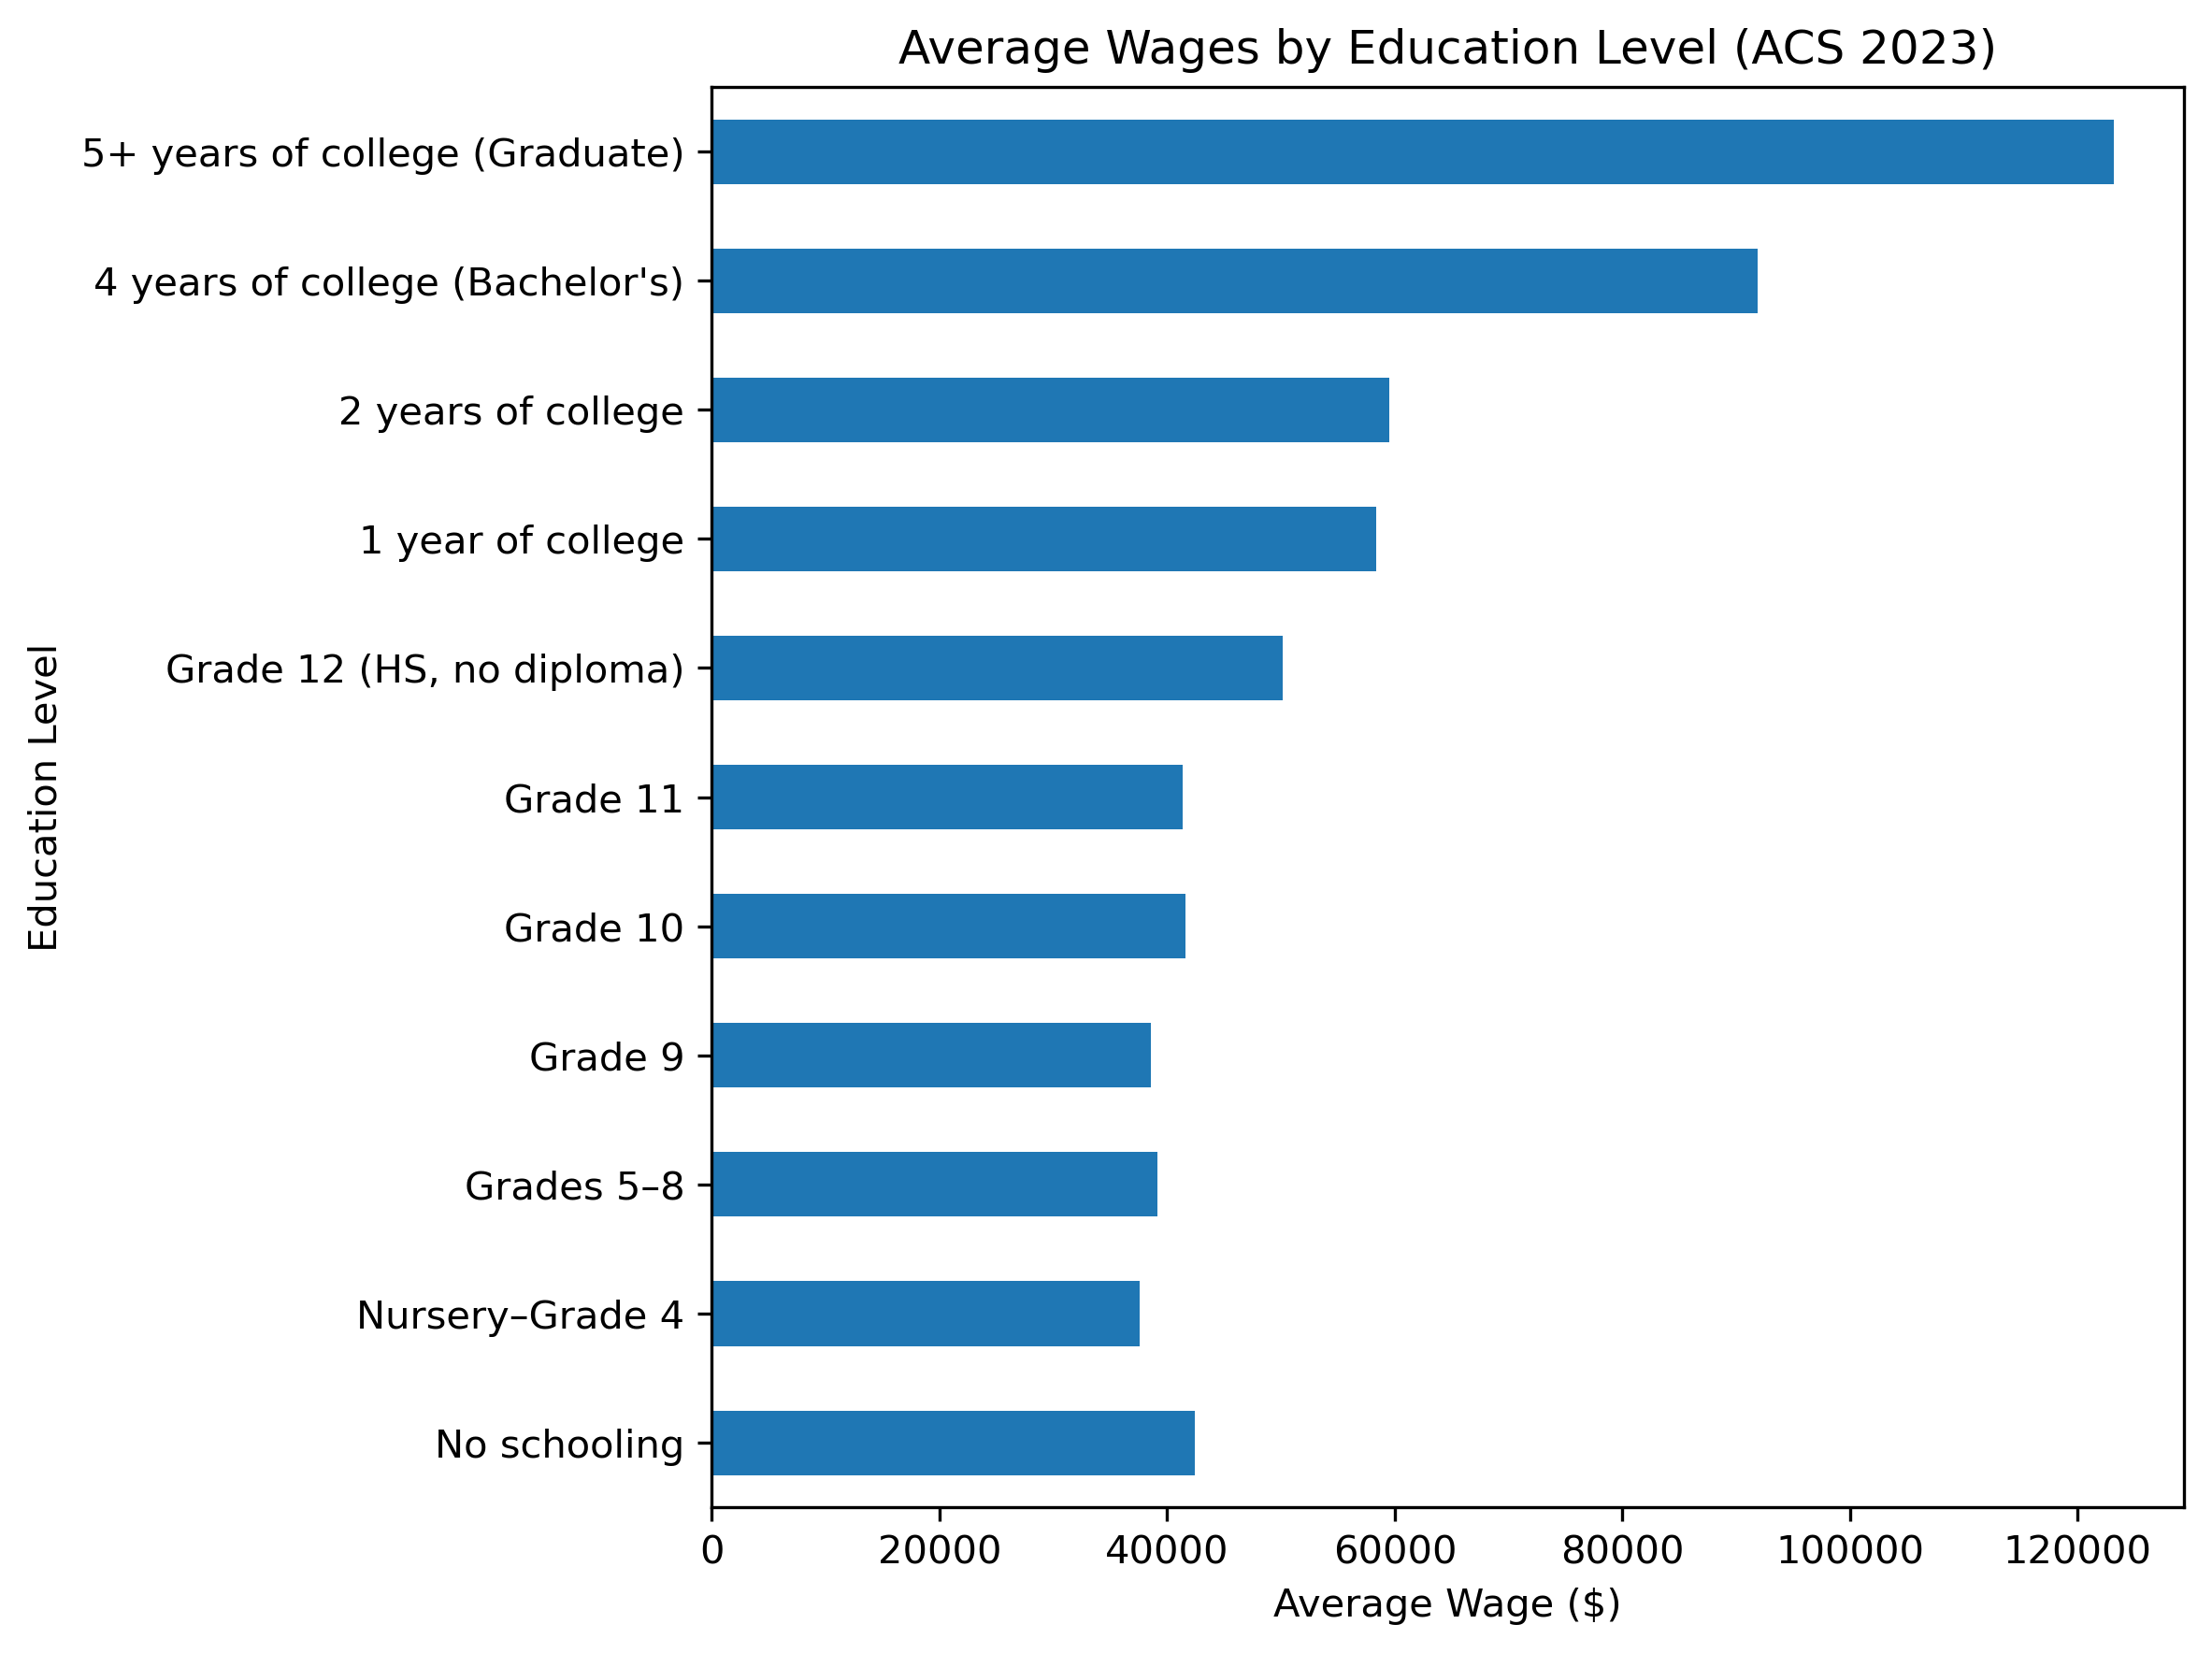 Average Wages by Education Level (ACS 2023)
5+ years of college (Graduate)
4 years of college (Bachelor's)
2 years of college
1 year of college
Grade 12 (HS, no diploma)
Grade 11
Grade 10
Grade 9
Grades 5–8
Nursery–Grade 4
No schooling
Education Level
0 20000 40000 60000 80000 100000 120000
Average Wage ($)